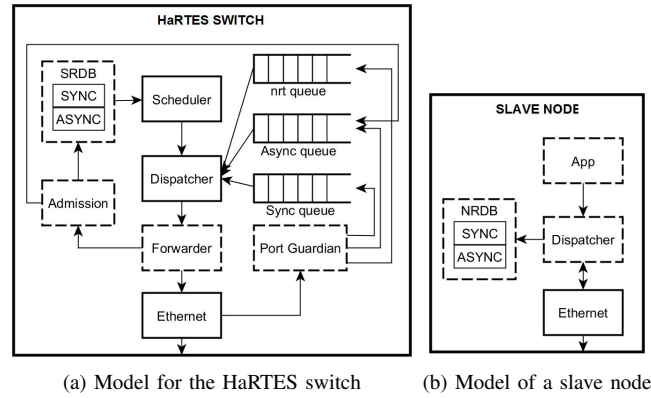 HaRTES SWITCH
SRDB
SYNC
ASYNC
Scheduler
nrt queue
Async queue
Dispatcher
Sync queue
Admission
Forwarder
Port Guardian
Ethernet
(a) Model for the HaRTES switch
SLAVE NODE
App
NRDB
SYNC
ASYNC
Dispatcher
Ethernet
(b) Model of a slave node